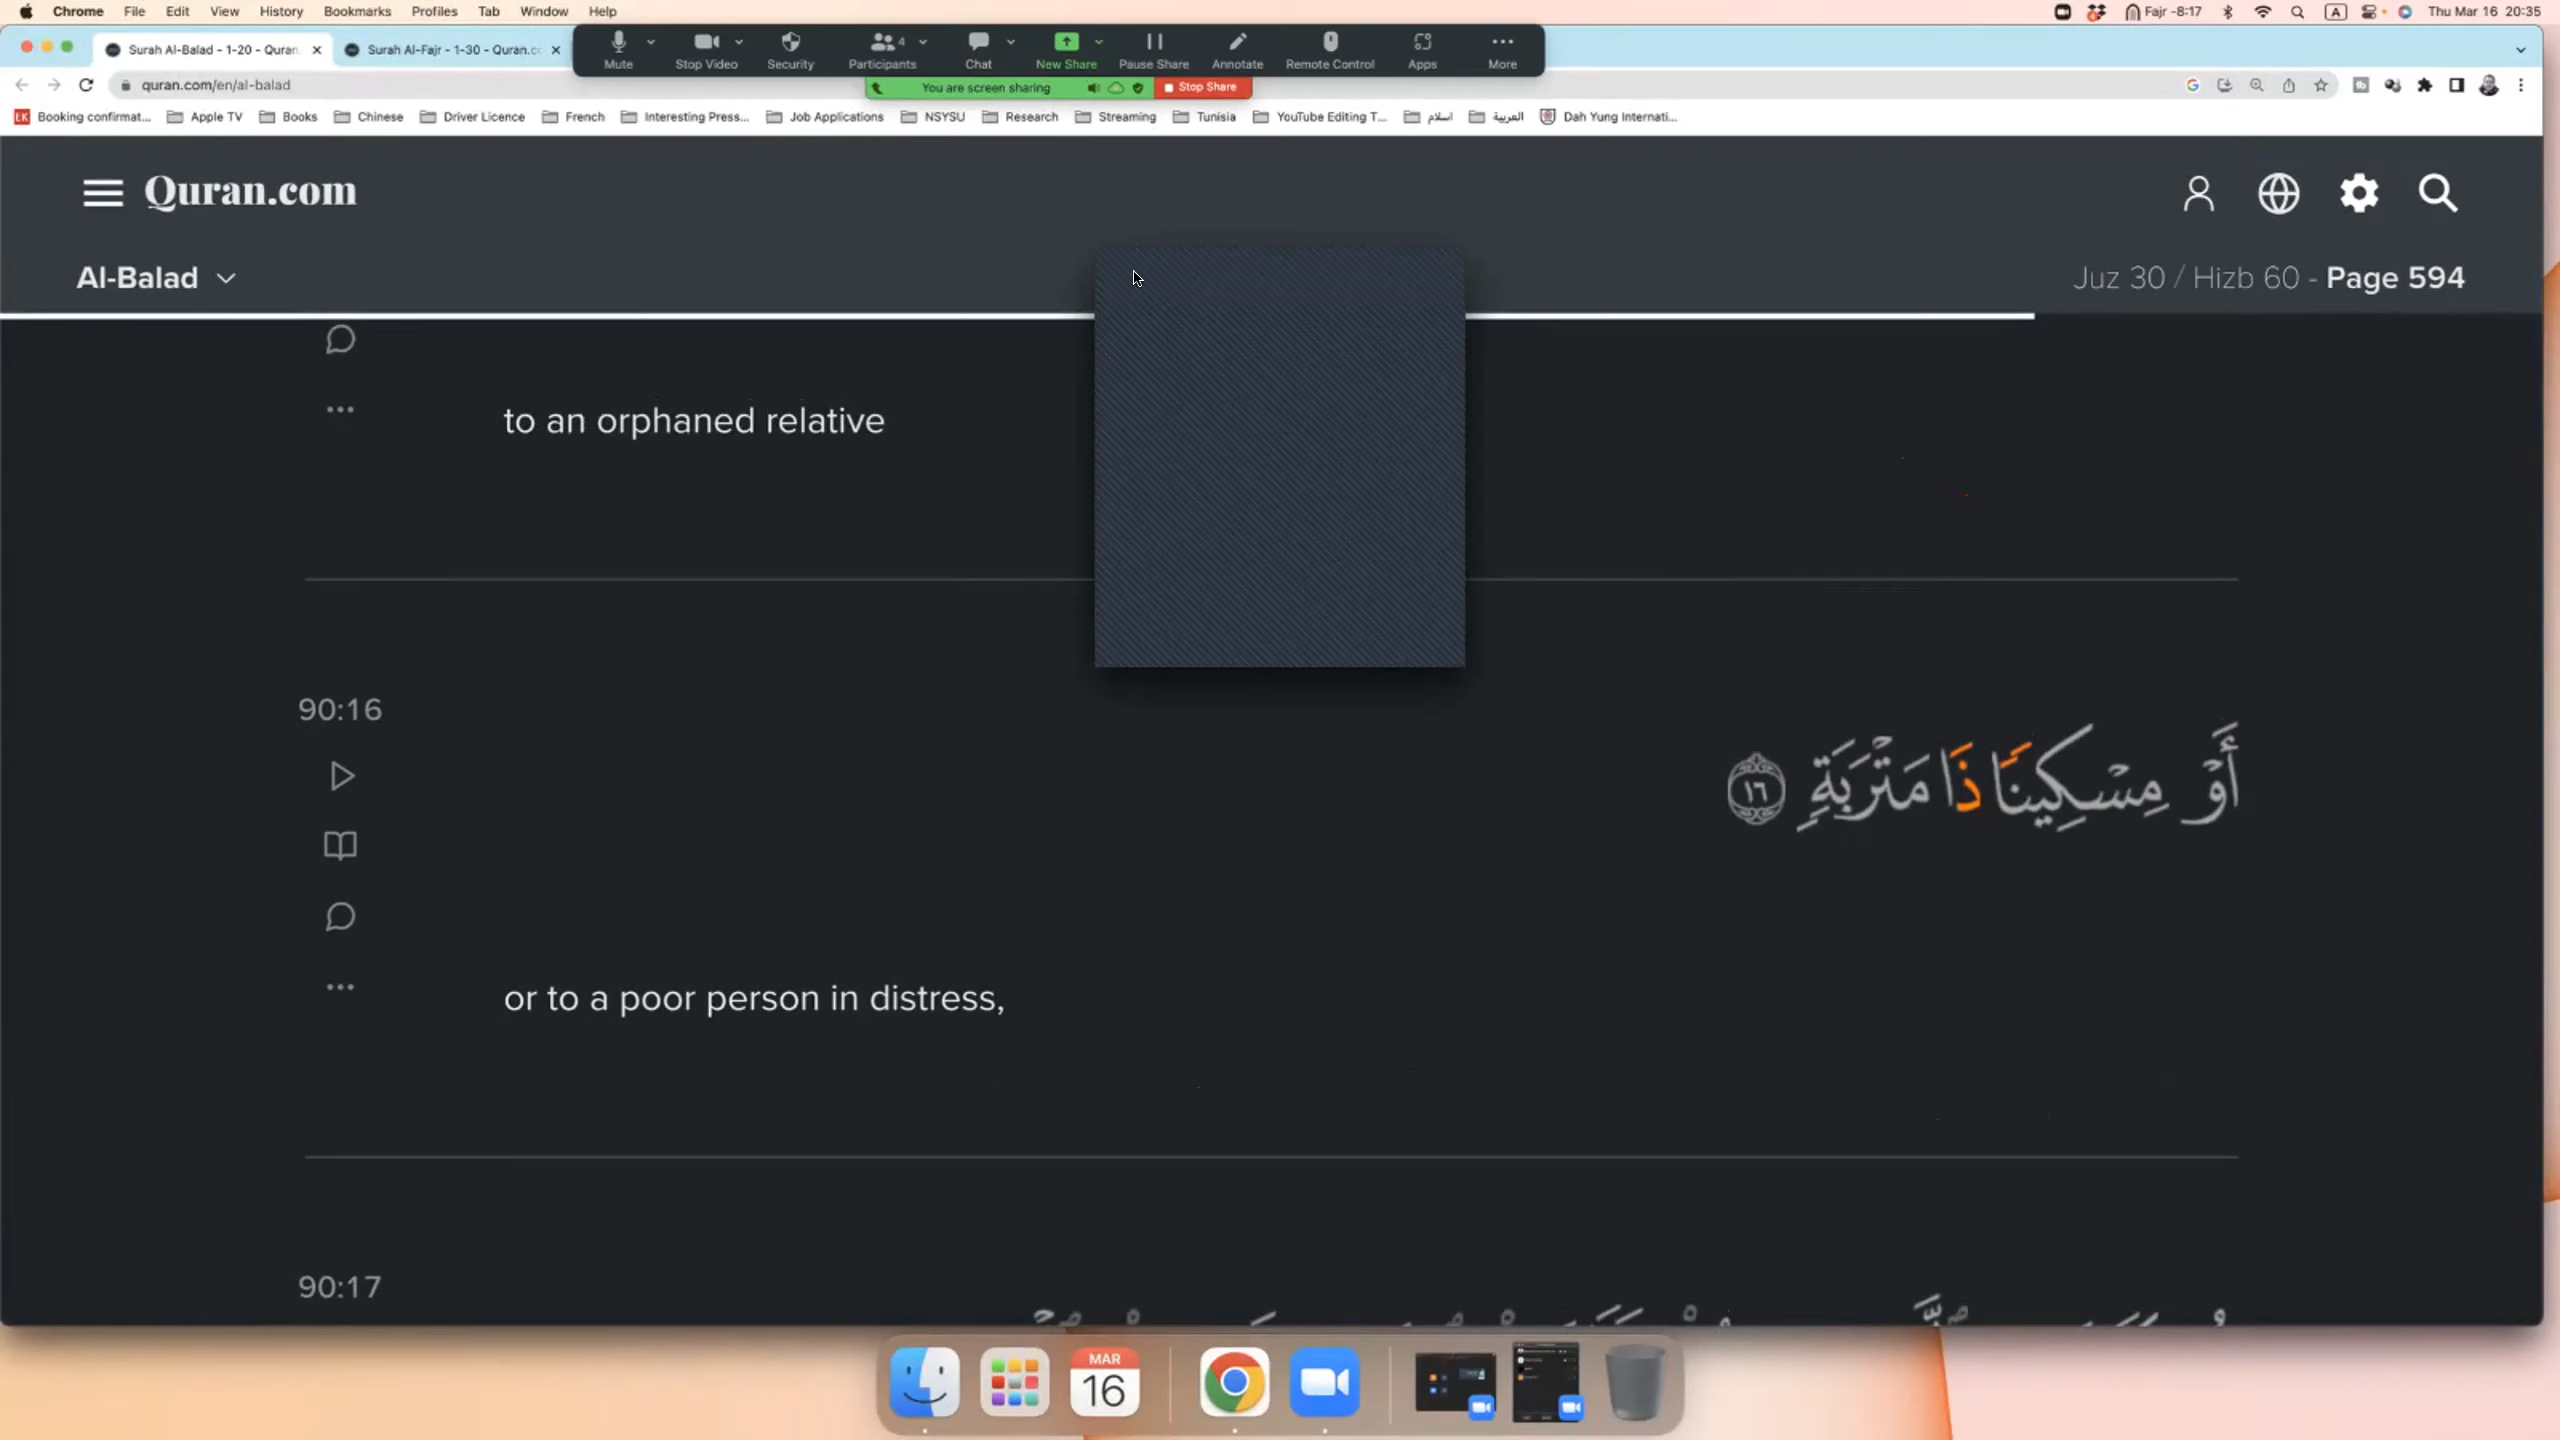 Chrome File Edit View History Bookmarks Profiles Tab Window Help
Fajr -8:17 A Thu Mar 16 20:35
Surah Al-Balad - 1-20 - Quran.
Surah Al-Fajr - 1-30 - Quran.c
Mute Stop Video Security Participants 4 Chat New Share Pause Share Annotate Remote Control Apps More
You are screen sharing Stop Share
quran.com/en/al-balad
Booking confirmat... Apple TV Books Chinese Driver Licence French Interesting Press... Job Applications NSYSU Research Streaming Tunisia YouTube Editing T... اسلام العربية Dah Yung Internati...
Quran.com
Al-Balad
Juz 30 / Hizb 60 - Page 594
to an orphaned relative
90:16
أَوْ مِسْكِينًا ذَا مَتْرَبَةٍ ١٦
or to a poor person in distress,
90:17
MAR
16